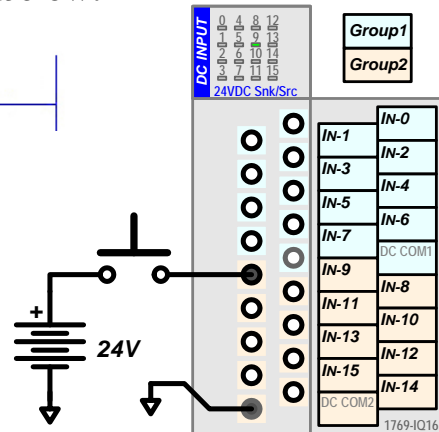 DC INPUT
0 4 8 12
1 5 9 13
2 6 10 14
3 7 11 15
24VDC Snk/Src
Group1
Group2
IN-0
IN-1
IN-2
IN-3
IN-4
IN-5
IN-6
IN-7
DC COM1
IN-9
IN-8
IN-11
IN-10
IN-13
IN-12
IN-15
IN-14
DC COM2
1769-IQ16
+
24V